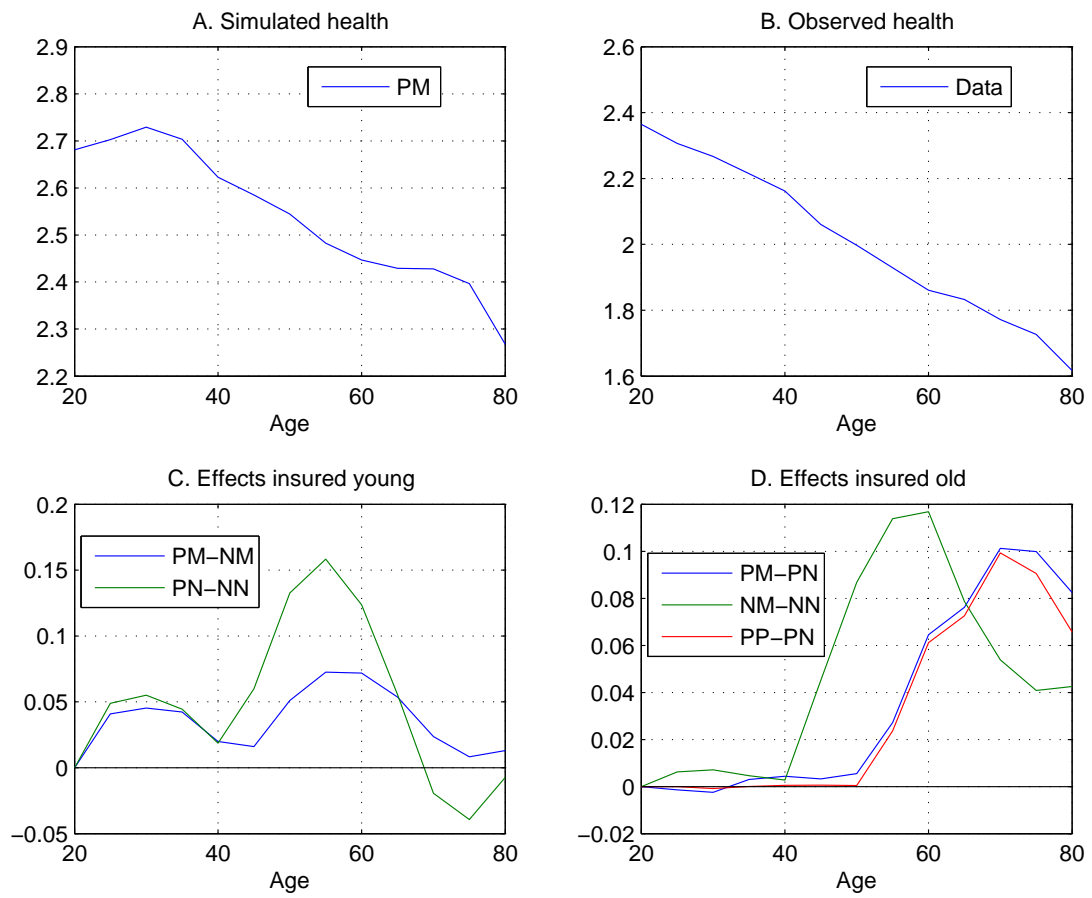 A. Simulated health
2.9
2.8
2.7
2.6
2.5
2.4
2.3
2.2
20 40 60 80
Age
PM
B. Observed health
2.6
2.4
2.2
2
1.8
1.6
20 40 60 80
Age
Data
C. Effects insured young
0.2
0.15
0.1
0.05
0
−0.05
20 40 60 80
Age
PM−NM
PN−NN
D. Effects insured old
0.12
0.1
0.08
0.06
0.04
0.02
0
−0.02
20 40 60 80
Age
PM−PN
NM−NN
PP−PN